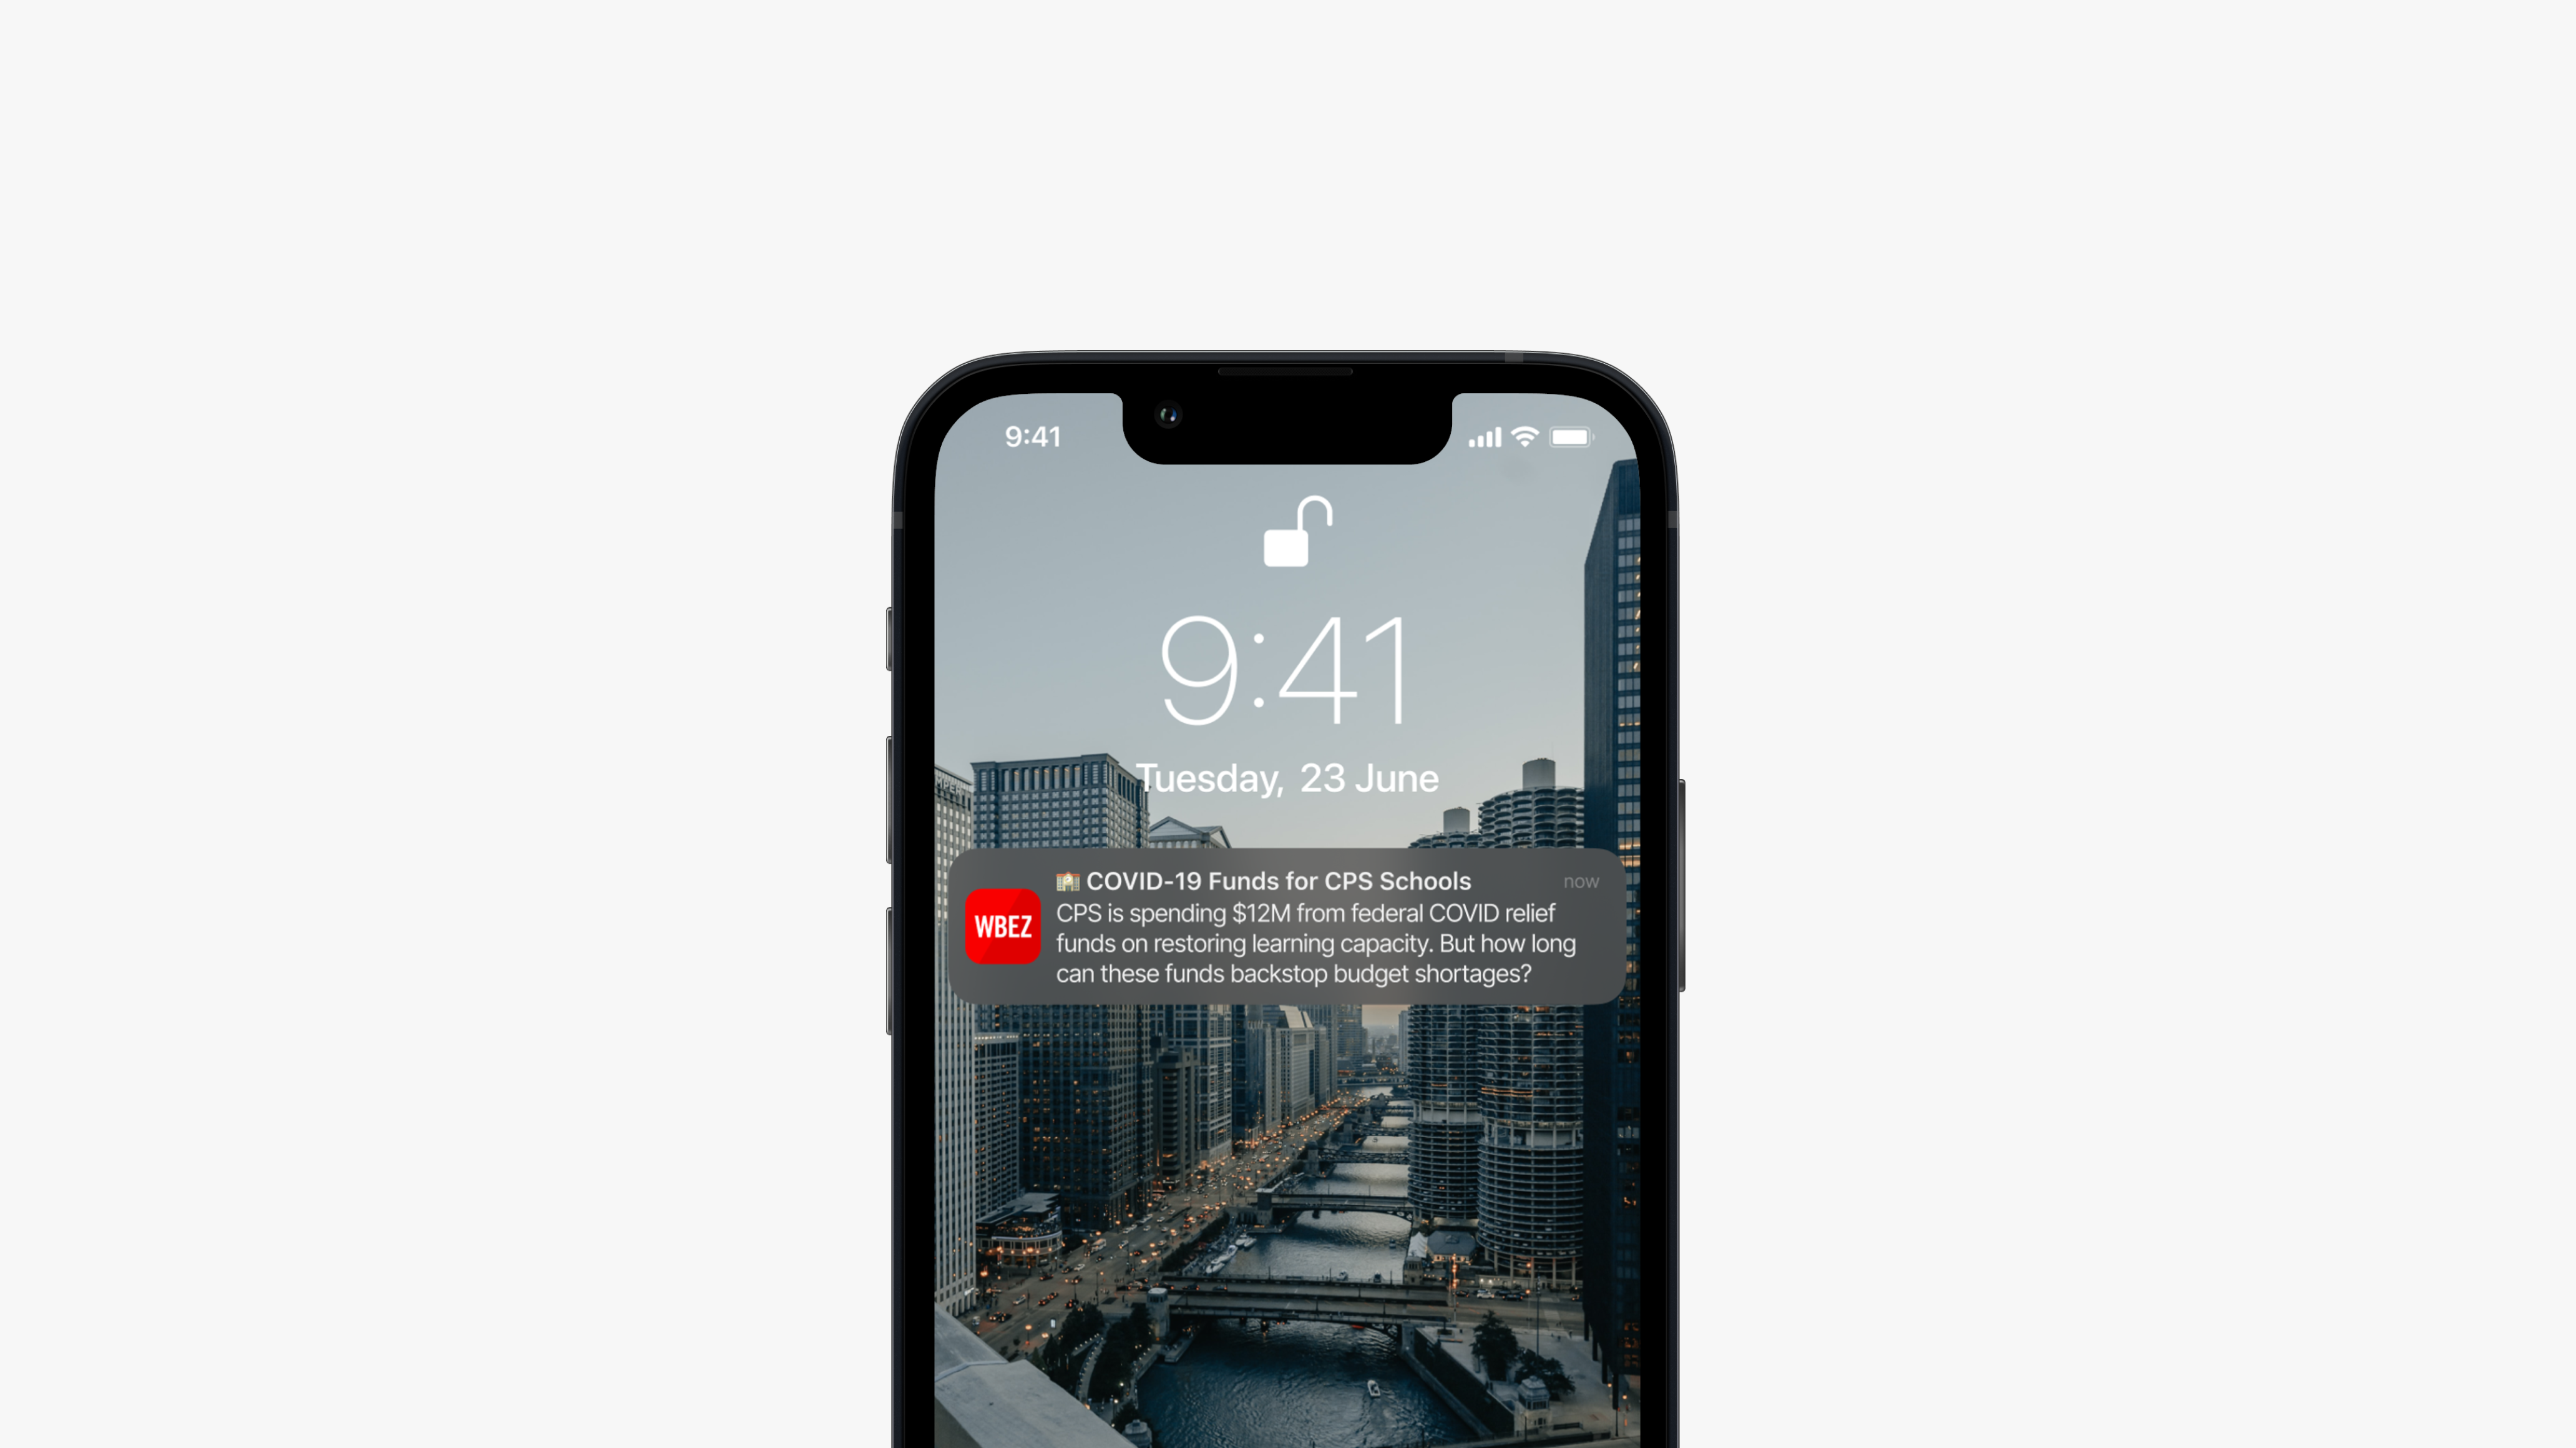 9:41
9:41
Tuesday, 23 June
🏫 COVID-19 Funds for CPS Schools
now
WBEZ
CPS is spending $12M from federal COVID relief
funds on restoring learning capacity. But how long
can these funds backstop budget shortages?